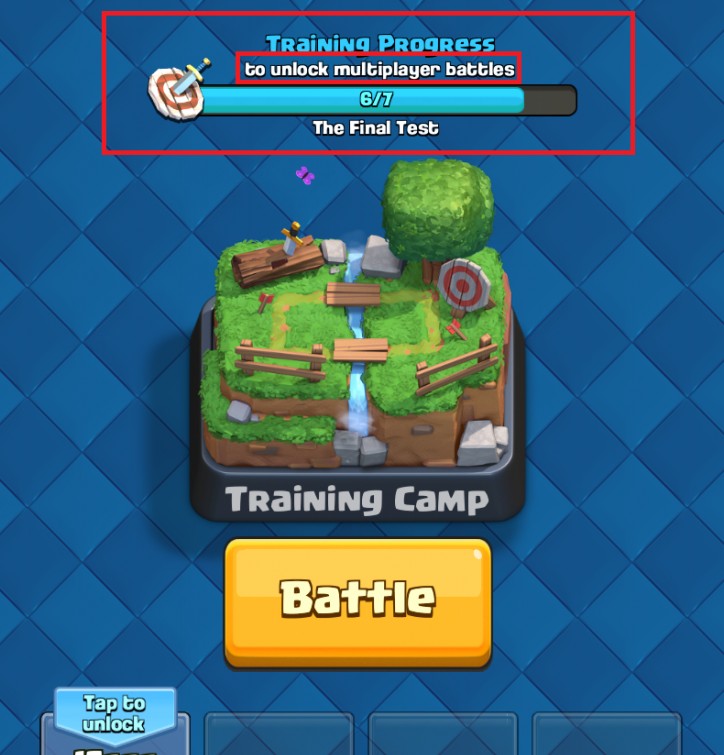 Training Progress
to unlock multiplayer battles
6/7
The Final Test
Training Camp
Battle
Tap to
unlock